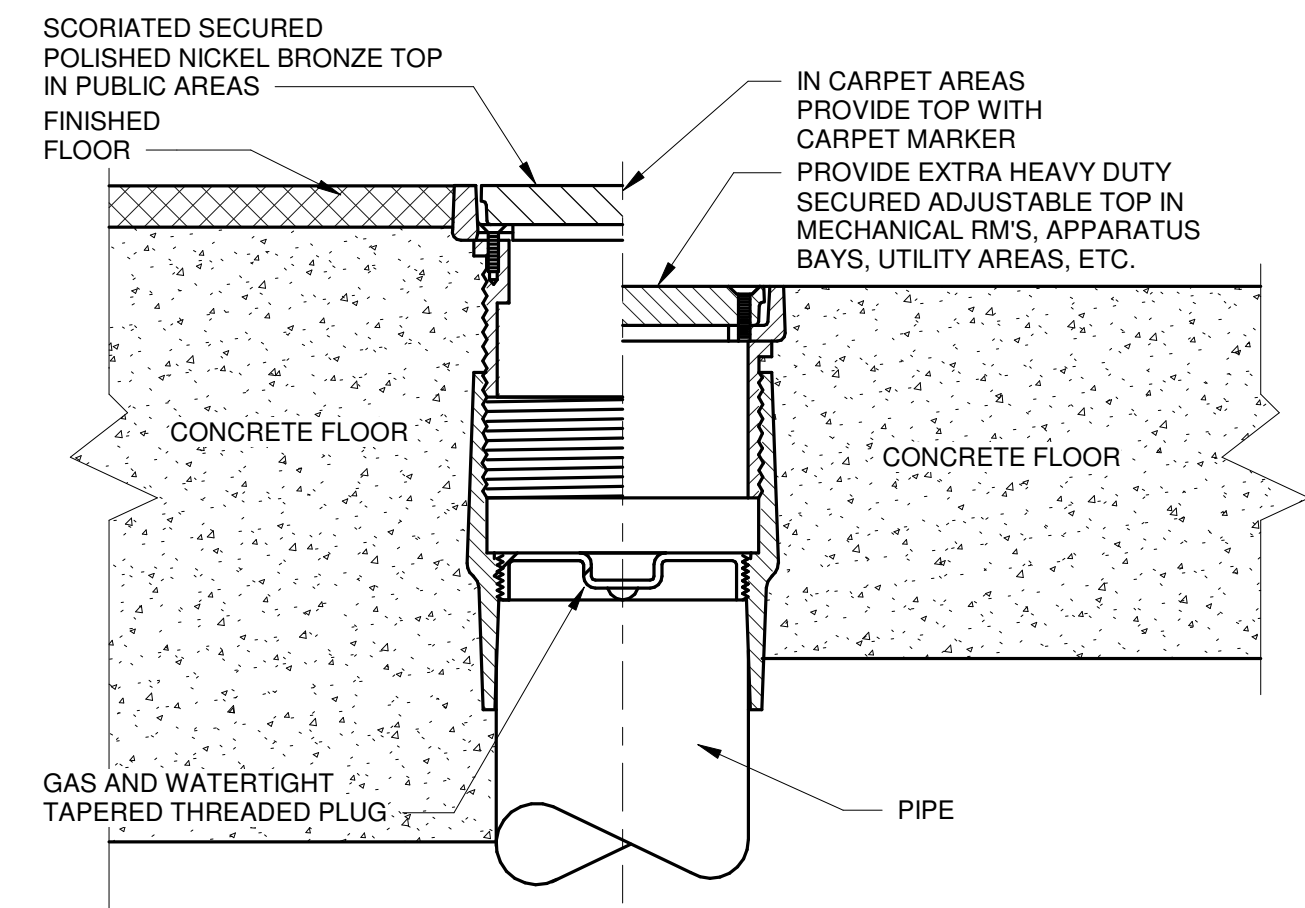 SCORIATED SECURED
POLISHED NICKEL BRONZE TOP
IN PUBLIC AREAS
FINISHED
FLOOR
IN CARPET AREAS
PROVIDE TOP WITH
CARPET MARKER
PROVIDE EXTRA HEAVY DUTY
SECURED ADJUSTABLE TOP IN
MECHANICAL RM'S, APPARATUS
BAYS, UTILITY AREAS, ETC.
CONCRETE FLOOR
CONCRETE FLOOR
GAS AND WATERTIGHT
TAPERED THREADED PLUG
PIPE